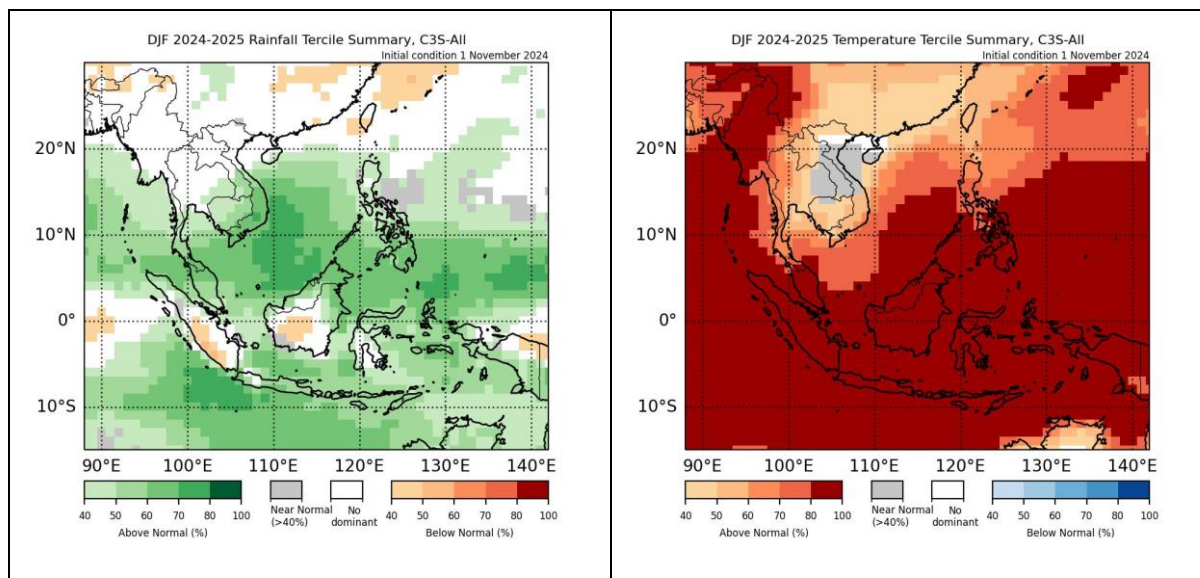 DJF 2024-2025 Rainfall Tercile Summary, C3S-All
Initial condition 1 November 2024
20°N
10°N
0°
10°S
90°E 100°E 110°E 120°E 130°E 140°E
40 50 60 70 80 100
Above Normal (%)
Near Normal
(>40%)
No
dominant
40 50 60 70 80 100
Below Normal (%)
DJF 2024-2025 Temperature Tercile Summary, C3S-All
Initial condition 1 November 2024
20°N
10°N
0°
10°S
90°E 100°E 110°E 120°E 130°E 140°E
40 50 60 70 80 100
Above Normal (%)
Near Normal
(>40%)
No
dominant
40 50 60 70 80 100
Below Normal (%)